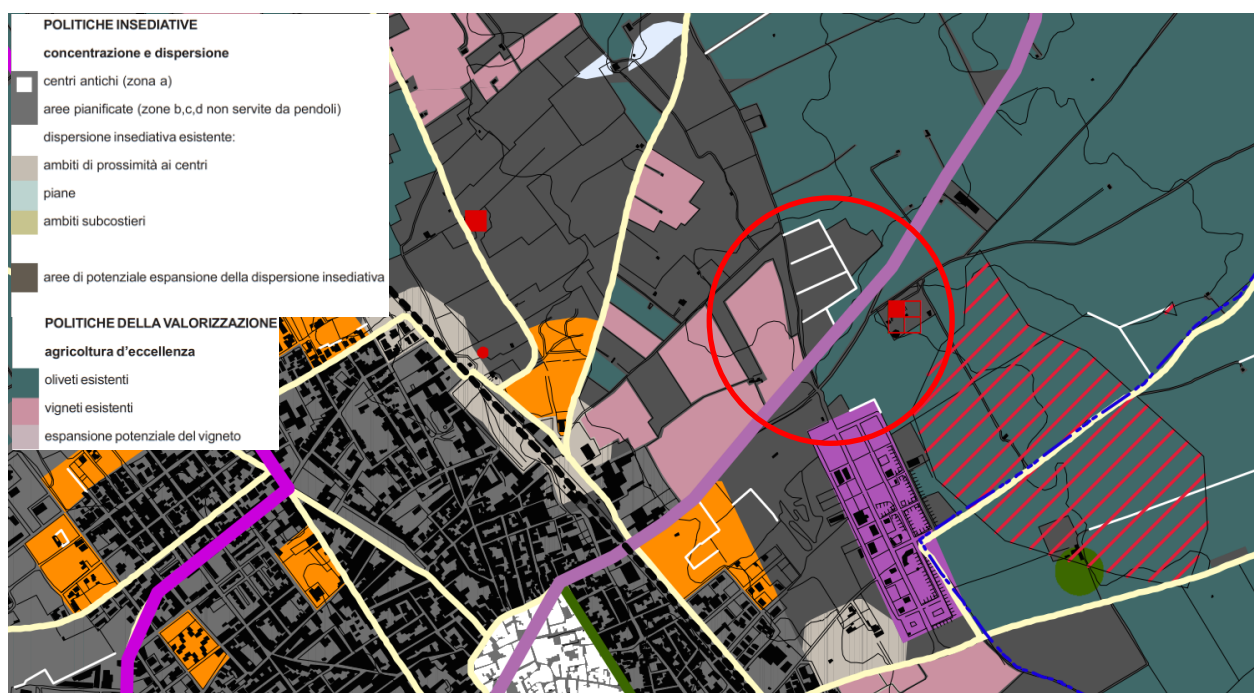 POLITICHE INSEDIATIVE
concentrazione e dispersione
centri antichi (zona a)
aree pianificate (zone b,c,d non servite da pendoli)
dispersione insediativa esistente:
ambiti di prossimità ai centri
piane
ambiti subcostieri
aree di potenziale espansione della dispersione insediativa
POLITICHE DELLA VALORIZZAZIONE
agricoltura d'eccellenza
oliveti esistenti
vigneti esistenti
espansione potenziale del vigneto